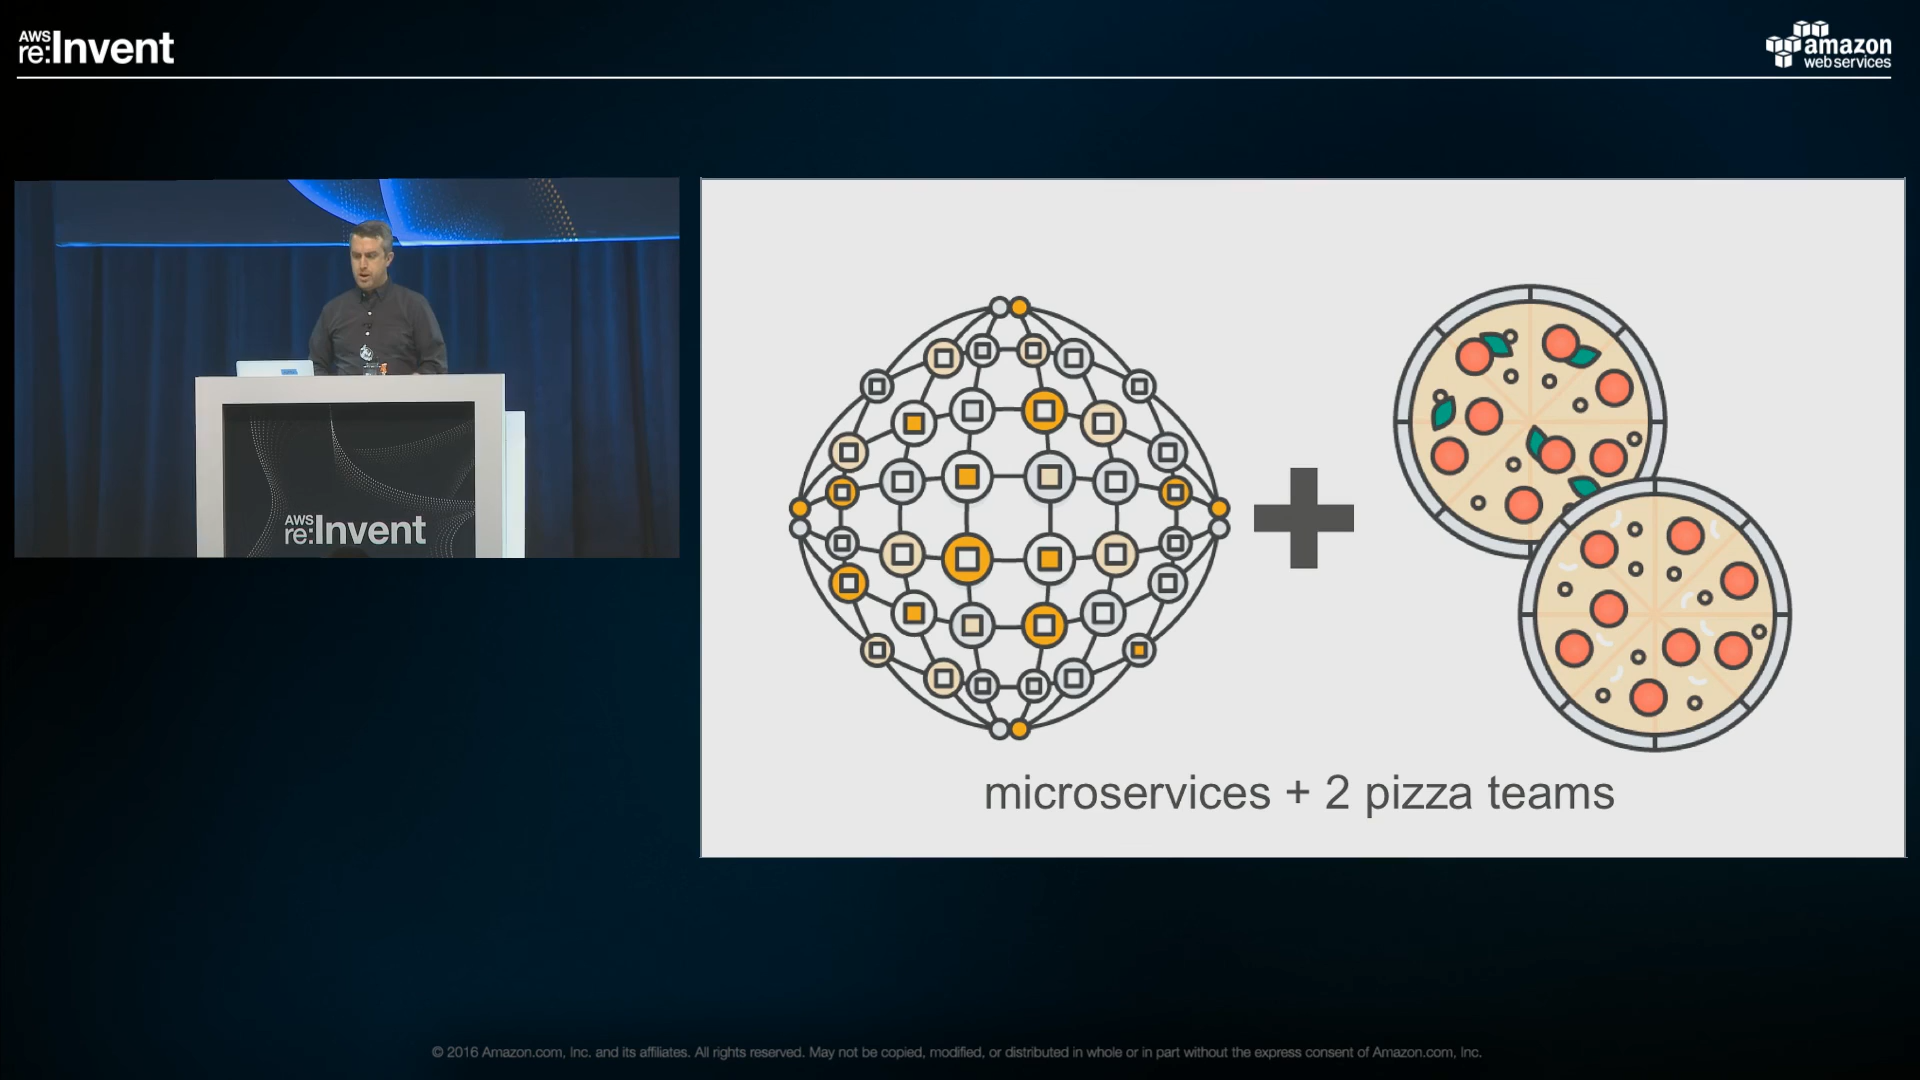 AWS
re:Invent
amazon
webservices
AWS
re:Invent
microservices + 2 pizza teams
© 2016 Amazon.com, Inc. and its affiliates. All rights reserved. May not be copied, modified, or distributed in whole or in part without the express consent of Amazon.com, Inc.